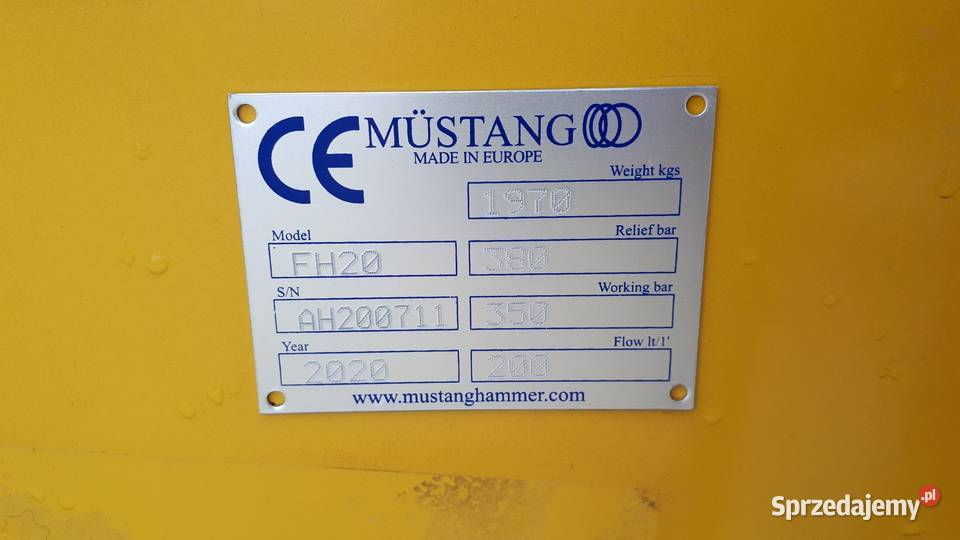 CE MÜSTANG
MADE IN EUROPE
Weight kgs
1970
Model
FH20
Relief bar
380
S/N
AH200711
Working bar
350
Year
2020
Flow lt/1'
200
www.mustanghammer.com
Sprzedajemy.pl